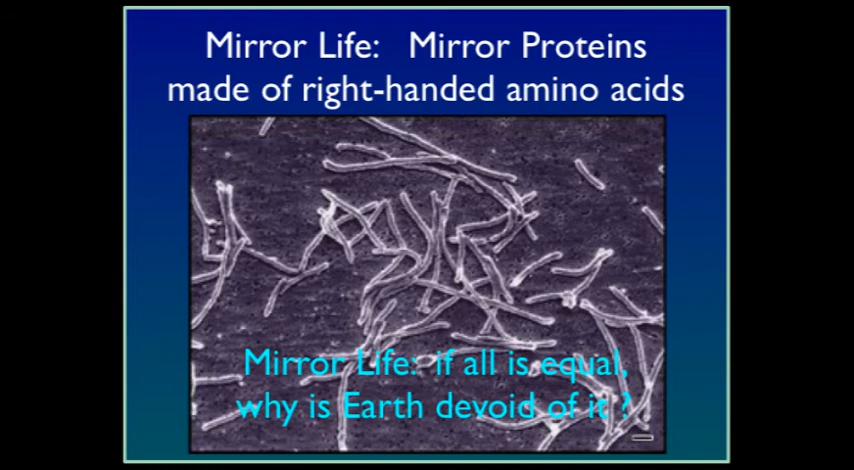 Mirror Life: Mirror Proteins
made of right-handed amino acids
Mirror Life: if all is equal,
why is Earth devoid of it ?